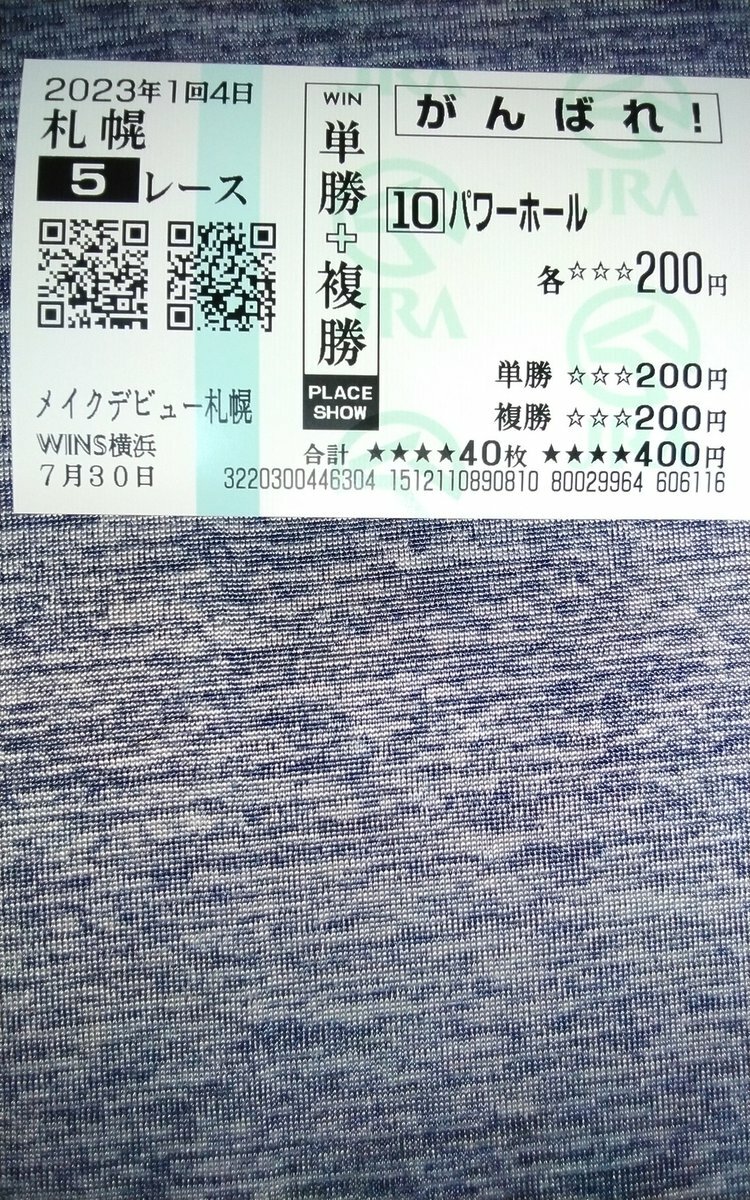 2023年1回4日
札幌
5レース
メイクデビュー札幌
WINS横浜
7月30日
WIN
単勝+複勝
PLACE
SHOW
がんばれ!
10パワーホール
各☆☆☆200円
単勝 ☆☆☆200円
複勝 ☆☆☆200円
合計 ★★★★40枚 ★★★★400円
3220300446304 1512110890810 80029964 606116
JRA
JRA
JRA